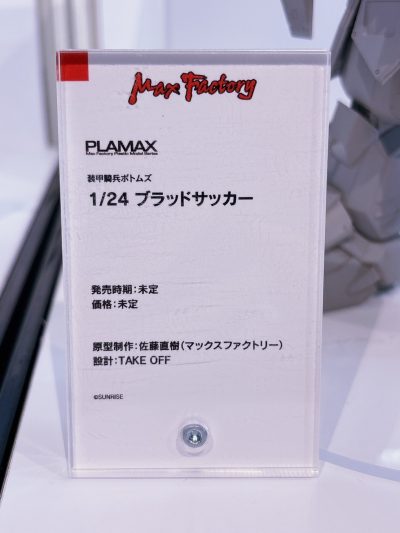 Max Factory
PLAMAX
Max Factory Plastic Model Series
装甲騎兵ボトムズ
1/24 ブラッドサッカー
発売時期:未定
価格:未定
原型制作:佐藤直樹(マックスファクトリー)
設計:TAKE OFF
©SUNRISE